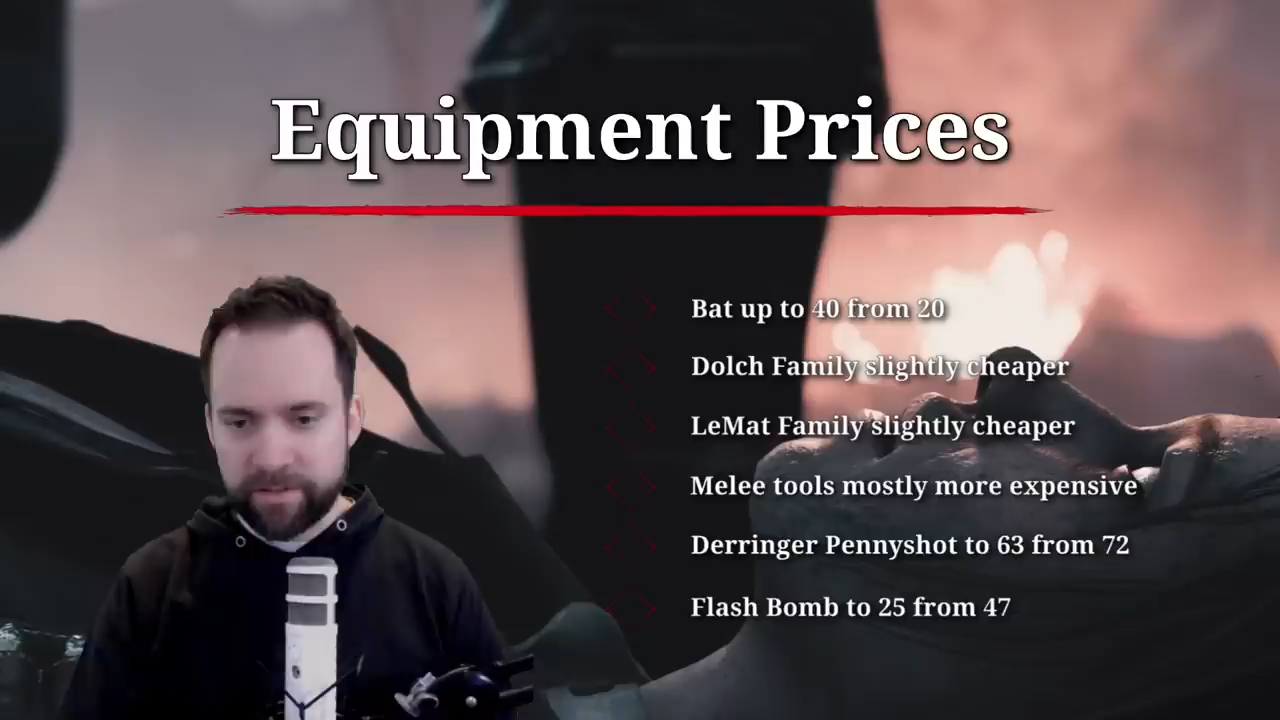 Equipment Prices
Bat up to 40 from 20
Dolch Family slightly cheaper
LeMat Family slightly cheaper
Melee tools mostly more expensive
Derringer Pennyshot to 63 from 72
Flash Bomb to 25 from 47